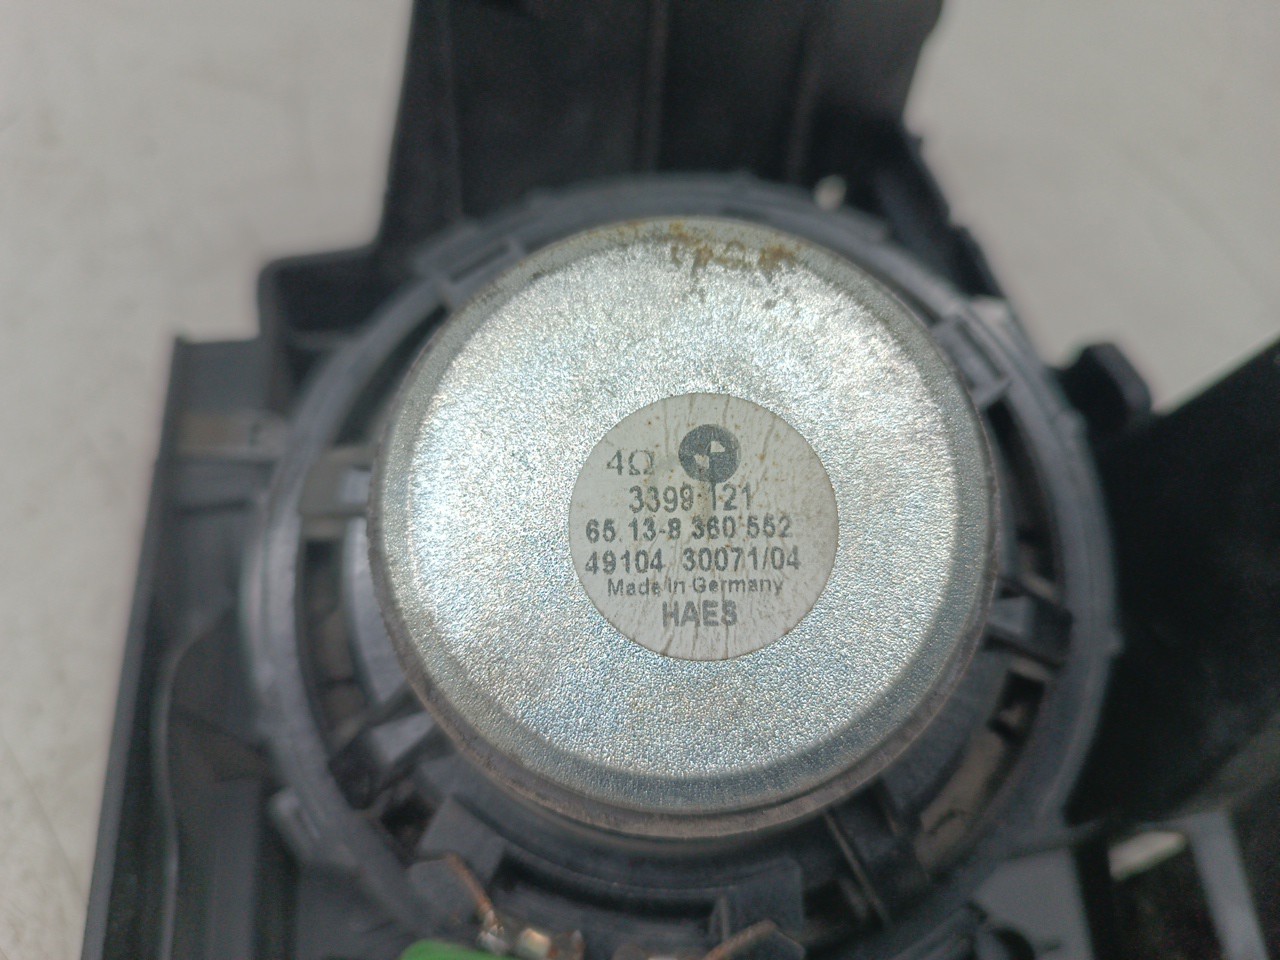 4Ω
3399 121
65.13-8 360 552
49104 30071/04
Made in Germany
HAES